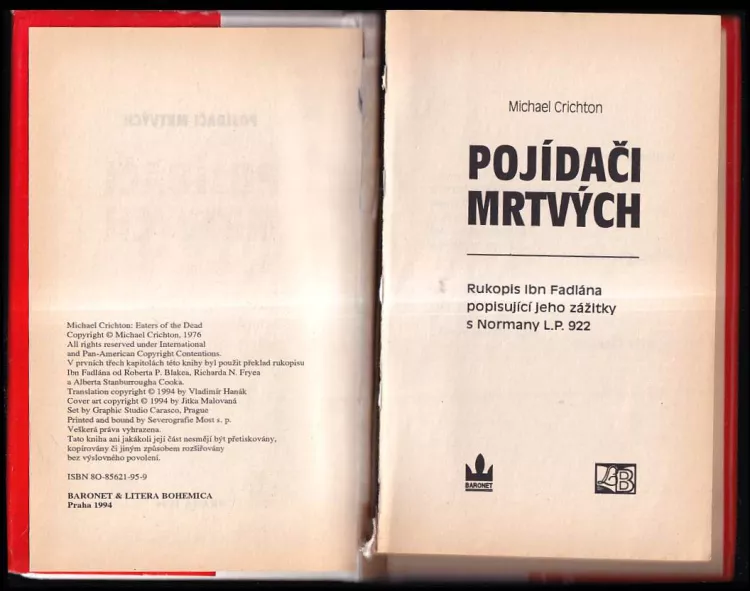 Michael Crichton: Esters of the Dead
Copyright © Michael Crichton, 1976
All rights reserved under International
and Pan-American Copyright Contentions.
V prvních třech kapitolách této knihy byl použit překlad rukopisu
Ibn Fadlána od Roberta P. Blakea, Richarda N. Fryea
a Alberta Stanburrougha Cooka.
Translation copyright © 1994 by Vladimír Hanák
Cover art copyright © 1994 by Jitka Malovaná
Set by Graphic Studio Carasco, Prague
Printed and bound by Severografie Most s. p.
Veškerá práva vyhrazena.
Tato kniha ani jakákoli její část nesmějí být přetiskovány,
kopírovány či jiným způsobem rozšiřovány
bez výslovného povolení.
ISBN 8O-85621-95-9
BARONET & LITERA BOHEMICA
Praha 1994
Michael Crichton
POJÍDAČI
MRTVÝCH
Rukopis Ibn Fadlána
popisující jeho zážitky
s Normany L.P. 922
BARONET
LB